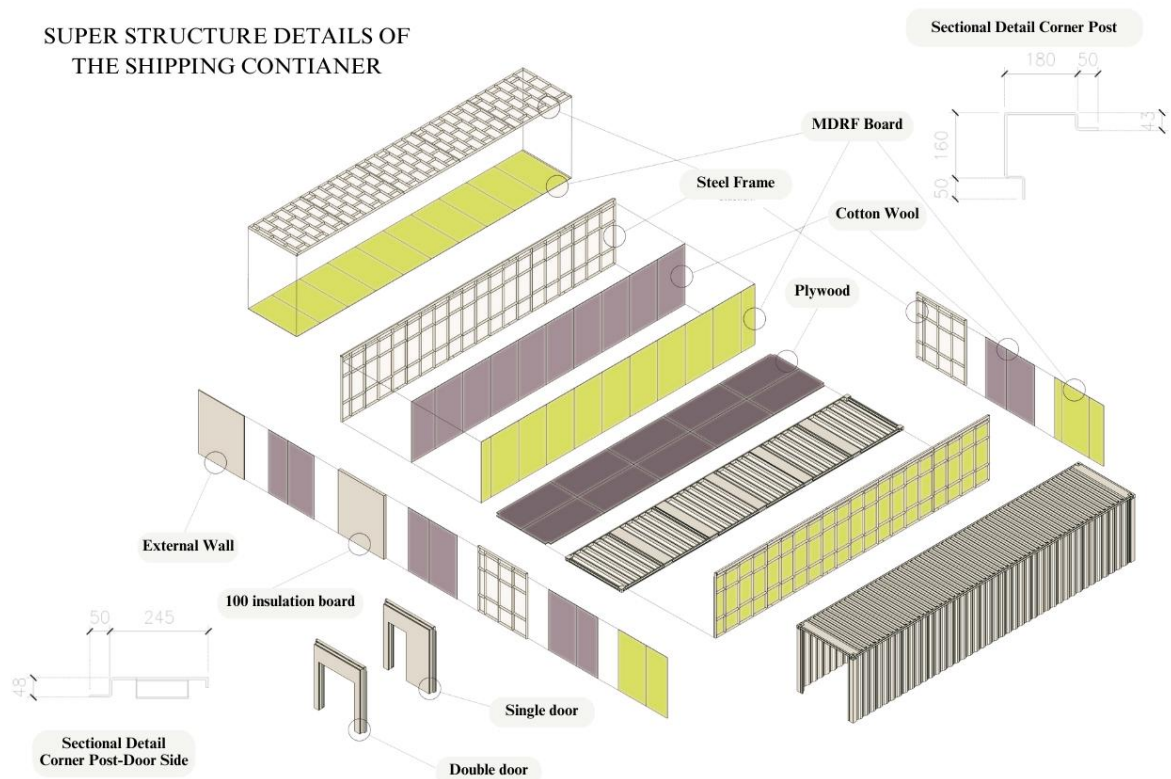 SUPER STRUCTURE DETAILS OF
THE SHIPPING CONTIANER
Sectional Detail Corner Post
180
50
43
160
50
MDRF Board
Steel Frame
Cotton Wool
Plywood
External Wall
100 insulation board
50
245
48
Single door
Sectional Detail
Corner Post-Door Side
Double door